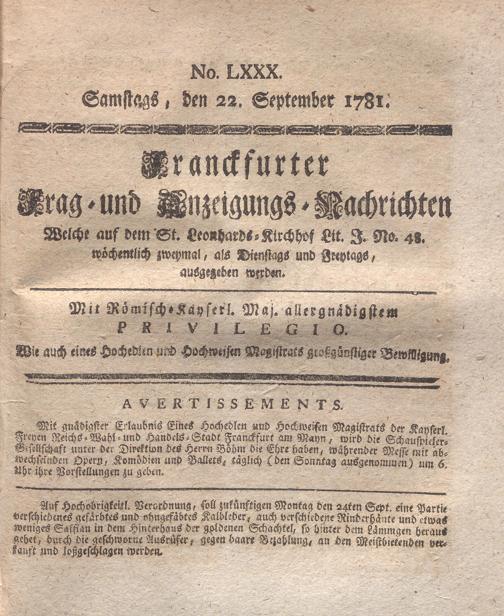 No. LXXX.
Samstags, den 22. September 1781.
Franckfurter
Frag-und Anzeigungs-Nachrichten
Welche auf dem St. Leonhards-Kirchhof Lit. J. No. 48.
wöchentlich zweymal, als Dienstags und Freytags,
ausgegeben werden.
Mit Römisch-Kayserl. Maj. allergnädigstem
PRIVILEGIO.
Wie auch eines Hochedlen und Hochweisen Magistrats großgünstiger Bewilligung.
AVERTISSEMENTS.
Mit gnädigster Erlaubnis Eines Hochedlen und Hochweisen Magistrats der Kayserl.
Freyen Reichs-Wahl- und Handels-Stadt Franckfurt am Mayn, wird die Schauspieler-
Gesellschaft unter der Direktion des Herrn Böhm die Ehre haben, währender Messe mit ab-
wechselnden Opern, Komödien und Ballets, täglich (den Sonntag ausgenommen) um 6.
Uhr ihre Vorstellungen zu geben.
Auf Hochobrigkeitl. Verordnung, soll zukünftigen Montag den 24ten Sept. eine Partie
verschiedenes gefärbtes und ohngefäbtes Kalbleder, auch verschiedene Rinderhäute und etwas
weniges Saffian in dem Hinterhaus der goldenen Schachtel, so hinter dem Lämmgen heraus
gehet, durch die geschworne Ausrüfer, gegen baare Bezahlung, an den Meistbietenden ver-
kauft und loßgeschlagen werden.